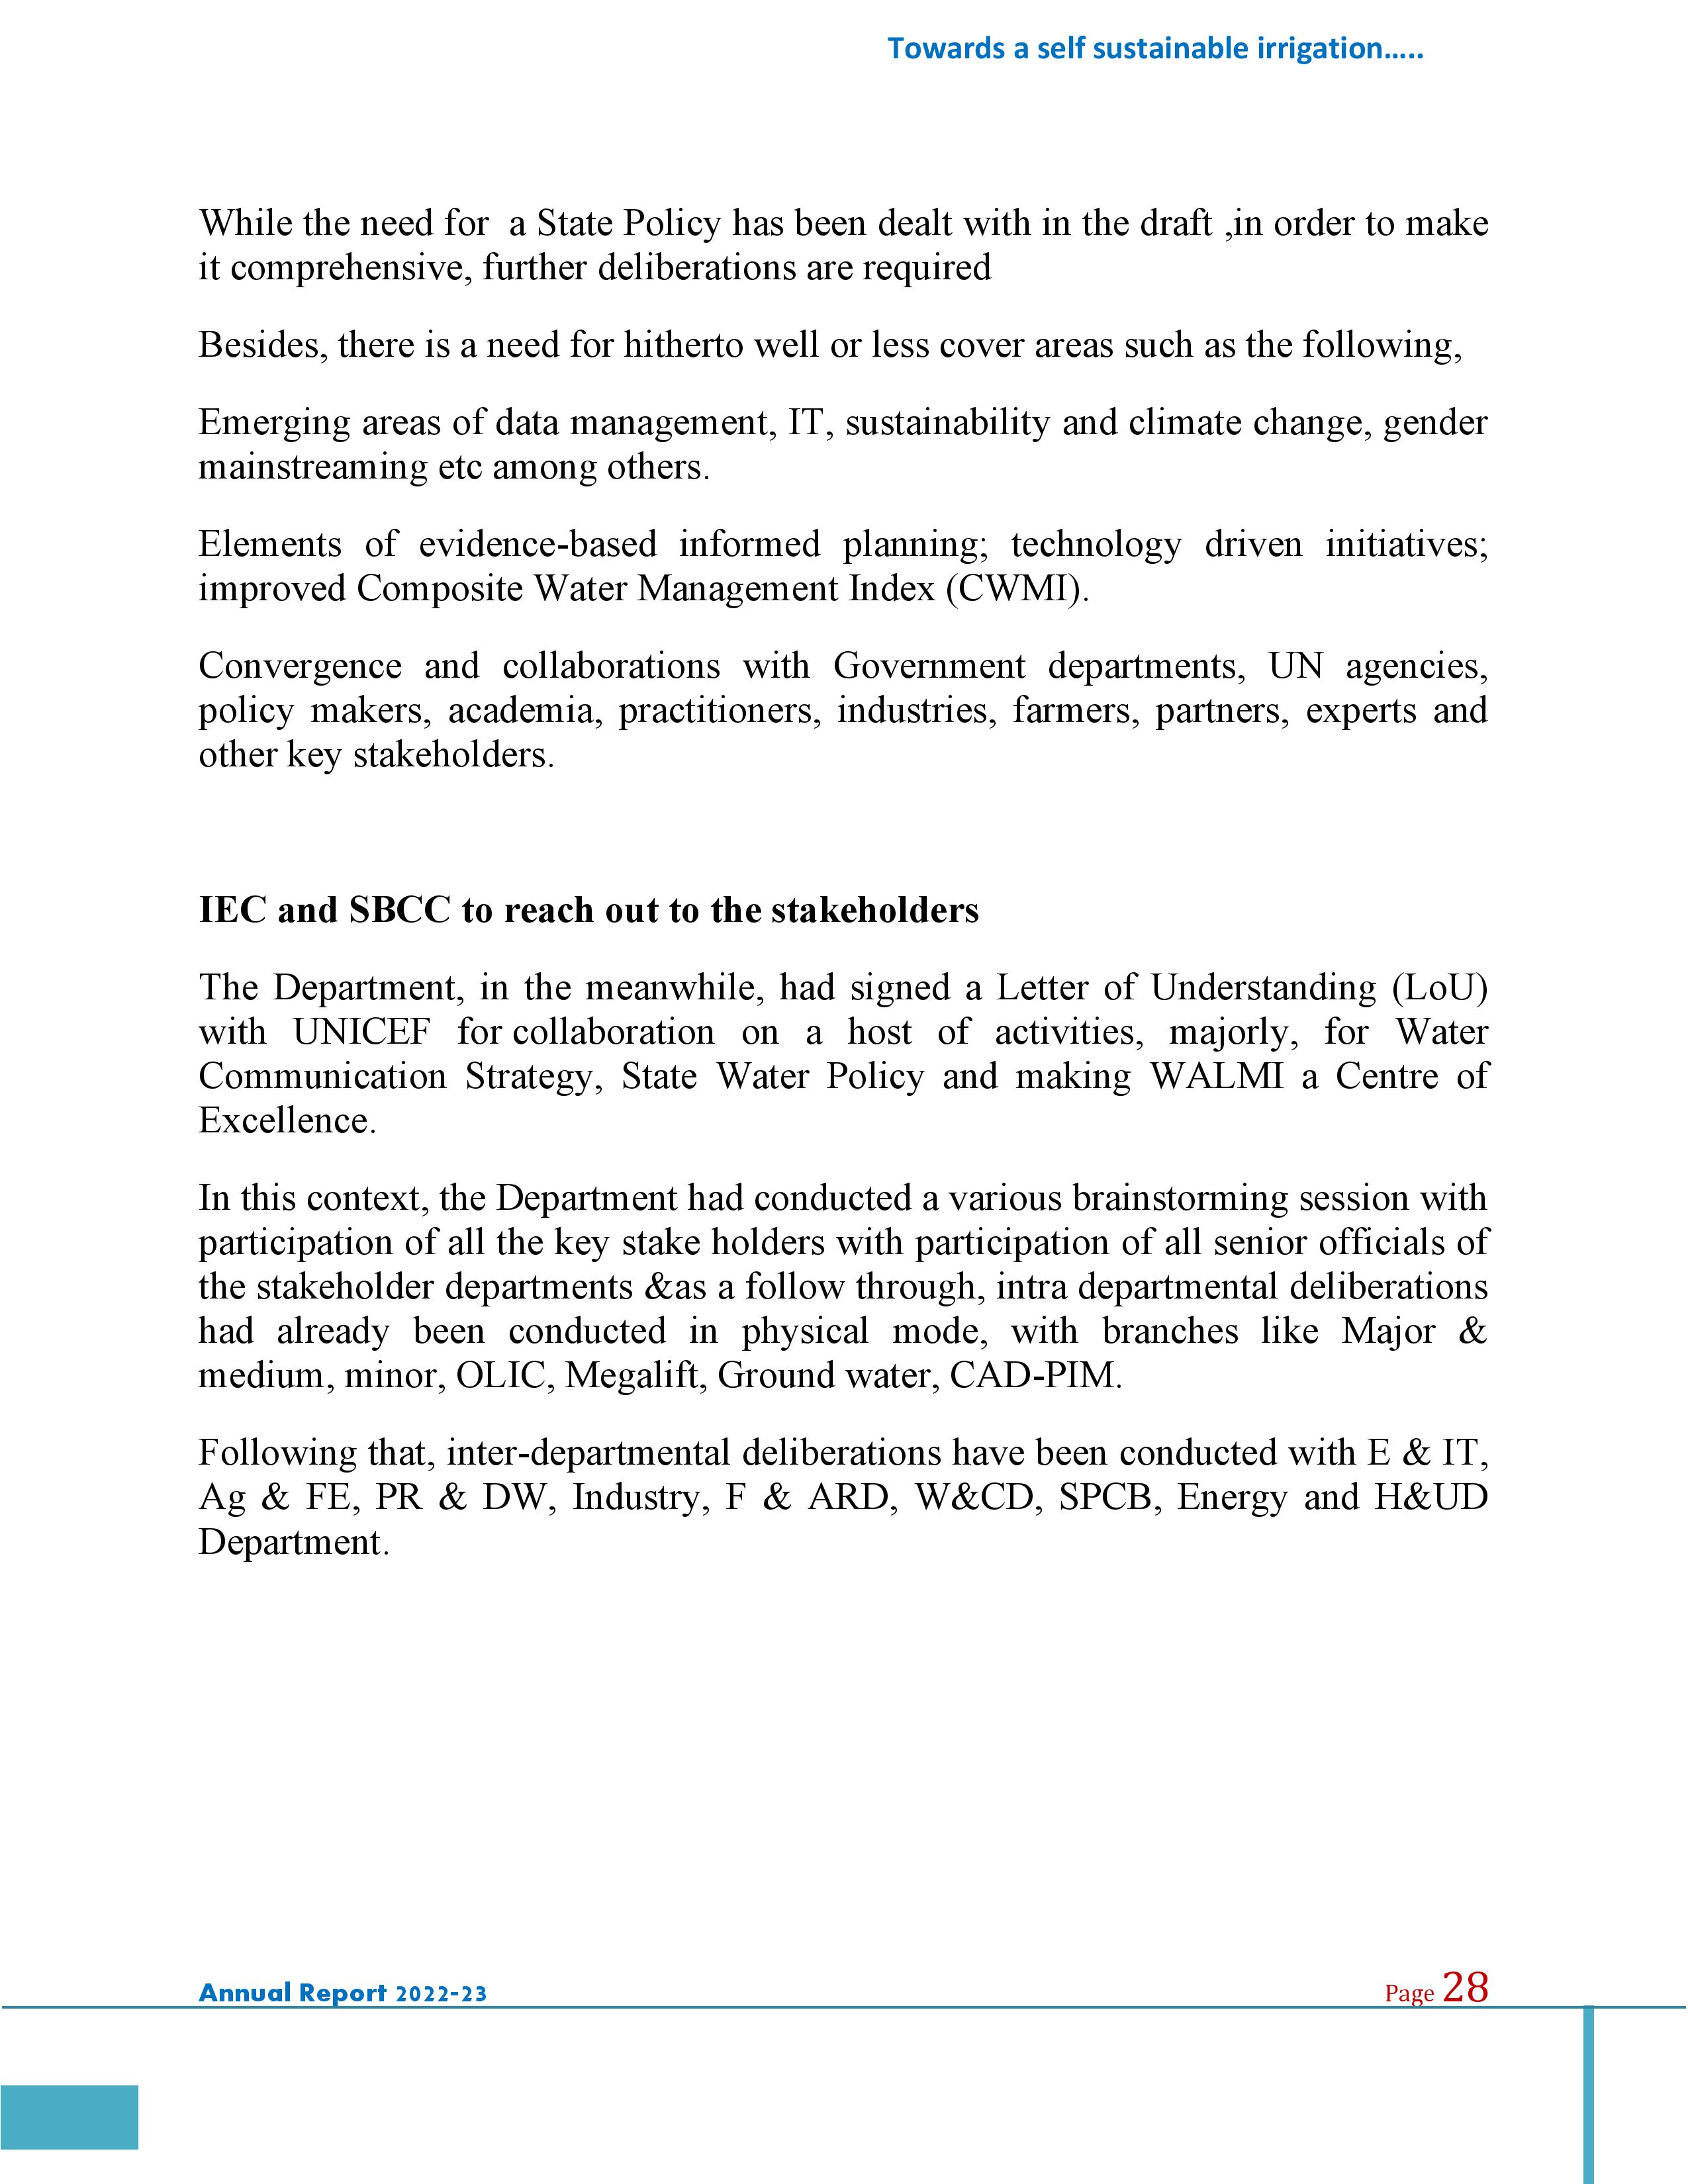 Towards a self sustainable irrigation…..
While the need for  a State Policy has been dealt with in the draft ,in order to make
it comprehensive, further deliberations are required
Besides, there is a need for hitherto well or less cover areas such as the following,
Emerging areas of data management, IT, sustainability and climate change, gender
mainstreaming etc among others.
Elements of evidence-based informed planning; technology driven initiatives;
improved Composite Water Management Index (CWMI).
Convergence and collaborations with Government departments, UN agencies,
policy makers, academia, practitioners, industries, farmers, partners, experts and
other key stakeholders.
IEC and SBCC to reach out to the stakeholders
The Department, in the meanwhile, had signed a Letter of Understanding (LoU)
with UNICEF for collaboration on a host of activities, majorly, for Water
Communication Strategy, State Water Policy and making WALMI a Centre of
Excellence.
In this context, the Department had conducted a various brainstorming session with
participation of all the key stake holders with participation of all senior officials of
the stakeholder departments &as a follow through, intra departmental deliberations
had already been conducted in physical mode, with branches like Major &
medium, minor, OLIC, Megalift, Ground water, CAD-PIM.
Following that, inter-departmental deliberations have been conducted with E & IT,
Ag & FE, PR & DW, Industry, F & ARD, W&CD, SPCB, Energy and H&UD
Department.
Annual Report 2022-23 Page 28